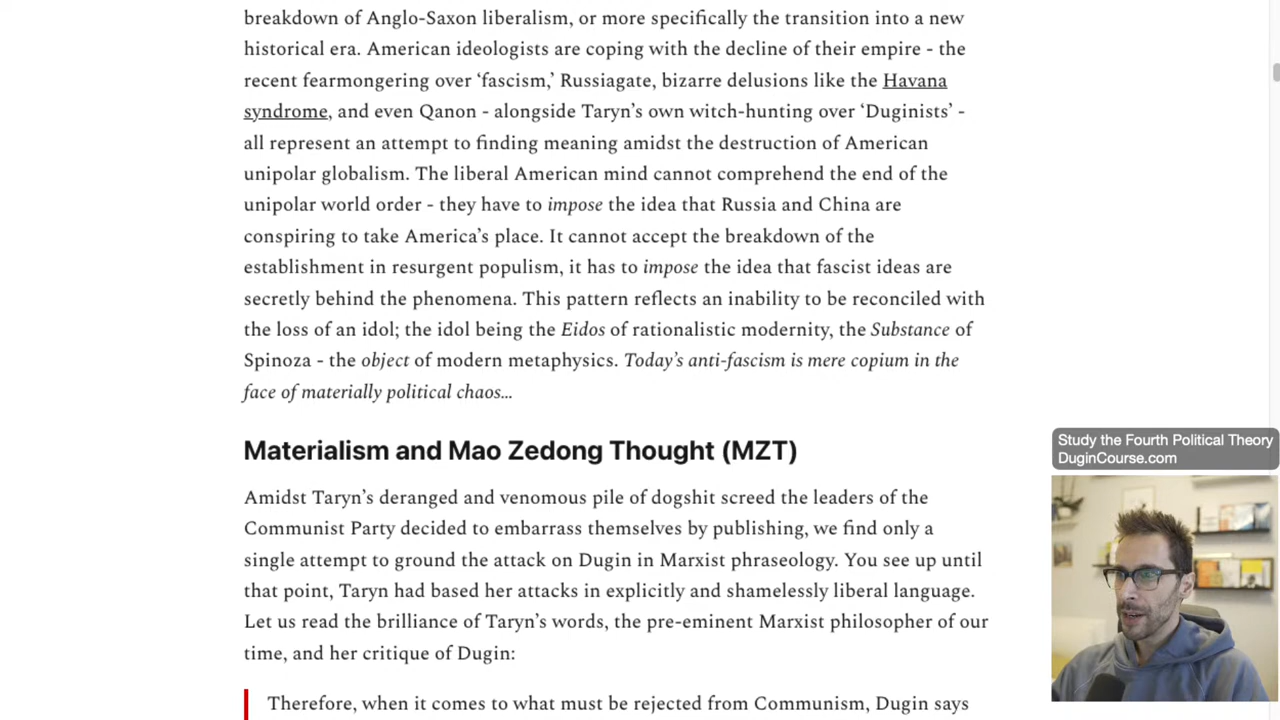 breakdown of Anglo-Saxon liberalism, or more specifically the transition into a new
historical era. American ideologists are coping with the decline of their empire - the
recent fearmongering over ‘fascism,’ Russiagate, bizarre delusions like the Havana
syndrome, and even Qanon - alongside Taryn’s own witch-hunting over ‘Duginists’ -
all represent an attempt to finding meaning amidst the destruction of American
unipolar globalism. The liberal American mind cannot comprehend the end of the
unipolar world order - they have to impose the idea that Russia and China are
conspiring to take America’s place. It cannot accept the breakdown of the
establishment in resurgent populism, it has to impose the idea that fascist ideas are
secretly behind the phenomena. This pattern reflects an inability to be reconciled with
the loss of an idol; the idol being the Eidos of rationalistic modernity, the Substance of
Spinoza - the object of modern metaphysics. Today’s anti-fascism is mere copium in the
face of materially political chaos…
Materialism and Mao Zedong Thought (MZT)
Amidst Taryn’s deranged and venomous pile of dogshit screed the leaders of the
Communist Party decided to embarrass themselves by publishing, we find only a
single attempt to ground the attack on Dugin in Marxist phraseology. You see up until
that point, Taryn had based her attacks in explicitly and shamelessly liberal language.
Let us read the brilliance of Taryn’s words, the pre-eminent Marxist philosopher of our
time, and her critique of Dugin:
Therefore, when it comes to what must be rejected from Communism, Dugin says
Study the Fourth Political Theory
DuginCourse.com